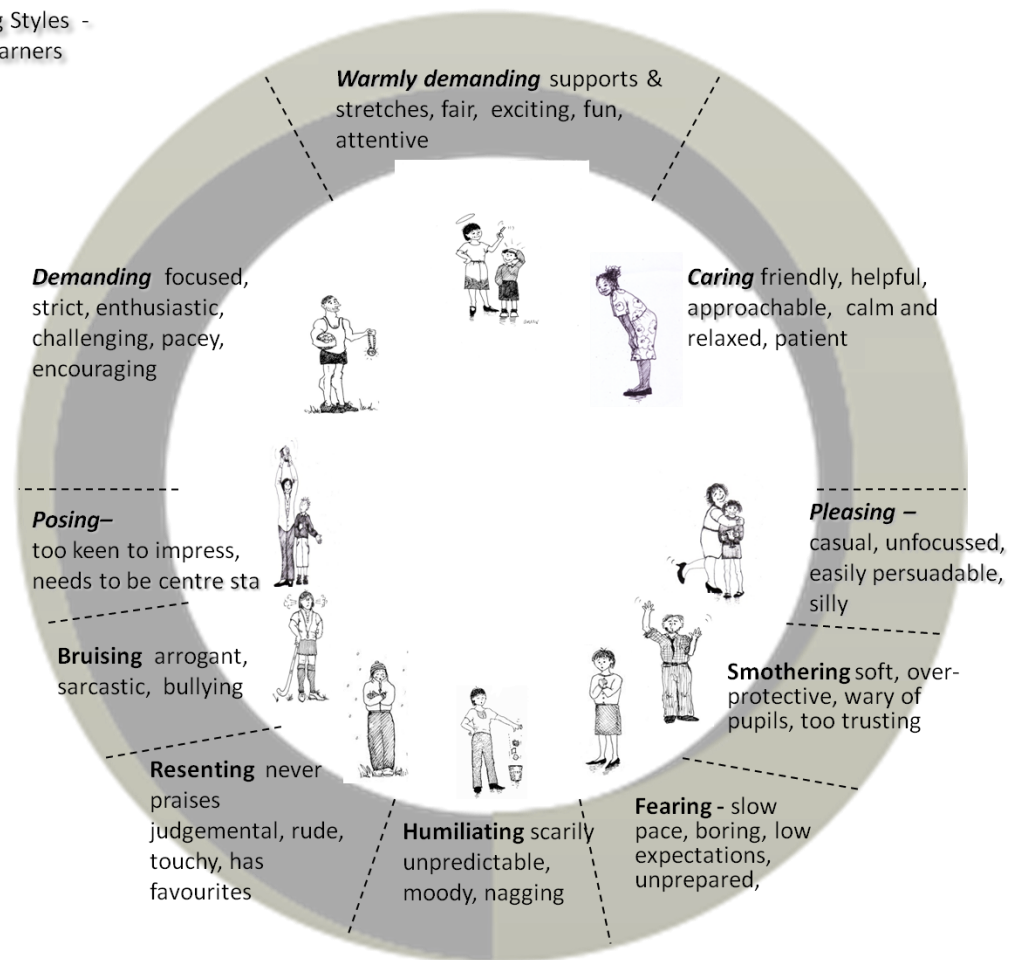 g Styles -
arners
Warmly demanding supports &
stretches, fair, exciting, fun,
attentive
Demanding focused,
strict, enthusiastic,
challenging, pacey,
encouraging
Caring friendly, helpful,
approachable, calm and
relaxed, patient
Posing–
too keen to impress,
needs to be centre sta
Pleasing –
casual, unfocussed,
easily persuadable,
silly
Bruising arrogant,
sarcastic, bullying
Smothering soft, over-
protective, wary of
pupils, too trusting
Resenting never
praises
judgemental, rude,
touchy, has
favourites
Humiliating scarily
unpredictable,
moody, nagging
Fearing - slow
pace, boring, low
expectations,
unprepared,